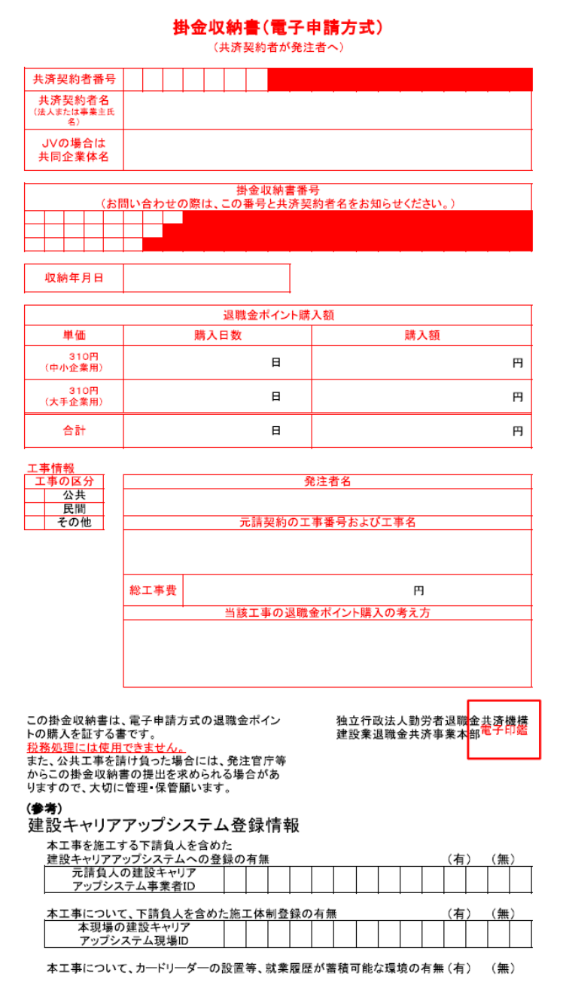 掛金収納書（電子申請方式）
（共済契約者が発注者へ）
共済契約者番号
共済契約者名
（法人または事業主氏
名）
JVの場合は
共同企業体名
掛金収納書番号
（お問い合わせの際は、この番号と共済契約者名をお知らせください。）
収納年月日
退職金ポイント購入額
単価 購入日数 購入額
310円
（中小企業用） 日 円
310円
（大手企業用） 日 円
合計 日 円
工事情報
工事の区分
公共
民間
その他
発注者名
元請契約の工事番号および工事名
総工事費 円
当該工事の退職金ポイント購入の考え方
この掛金収納書は、電子申請方式の退職金ポイン
トの購入を証する書です。
税務処理には使用できません。
また、公共工事を請け負った場合には、発注官庁等
からこの掛金収納書の提出を求められる場合があ
りますので、大切に管理・保管願います。
独立行政法人勤労者退職金共済機構
建設業退職金共済事業本部
電子印鑑
(参考)
建設キャリアアップシステム登録情報
本工事を施工する下請負人を含めた
建設キャリアアップシステムへの登録の有無 （有） （無）
元請負人の建設キャリア
アップシステム事業者ID
本工事について、下請負人を含めた施工体制登録の有無 （有） （無）
本現場の建設キャリア
アップシステム現場ID
本工事について、カードリーダーの設置等、就業履歴が蓄積可能な環境の有無（有） （無）